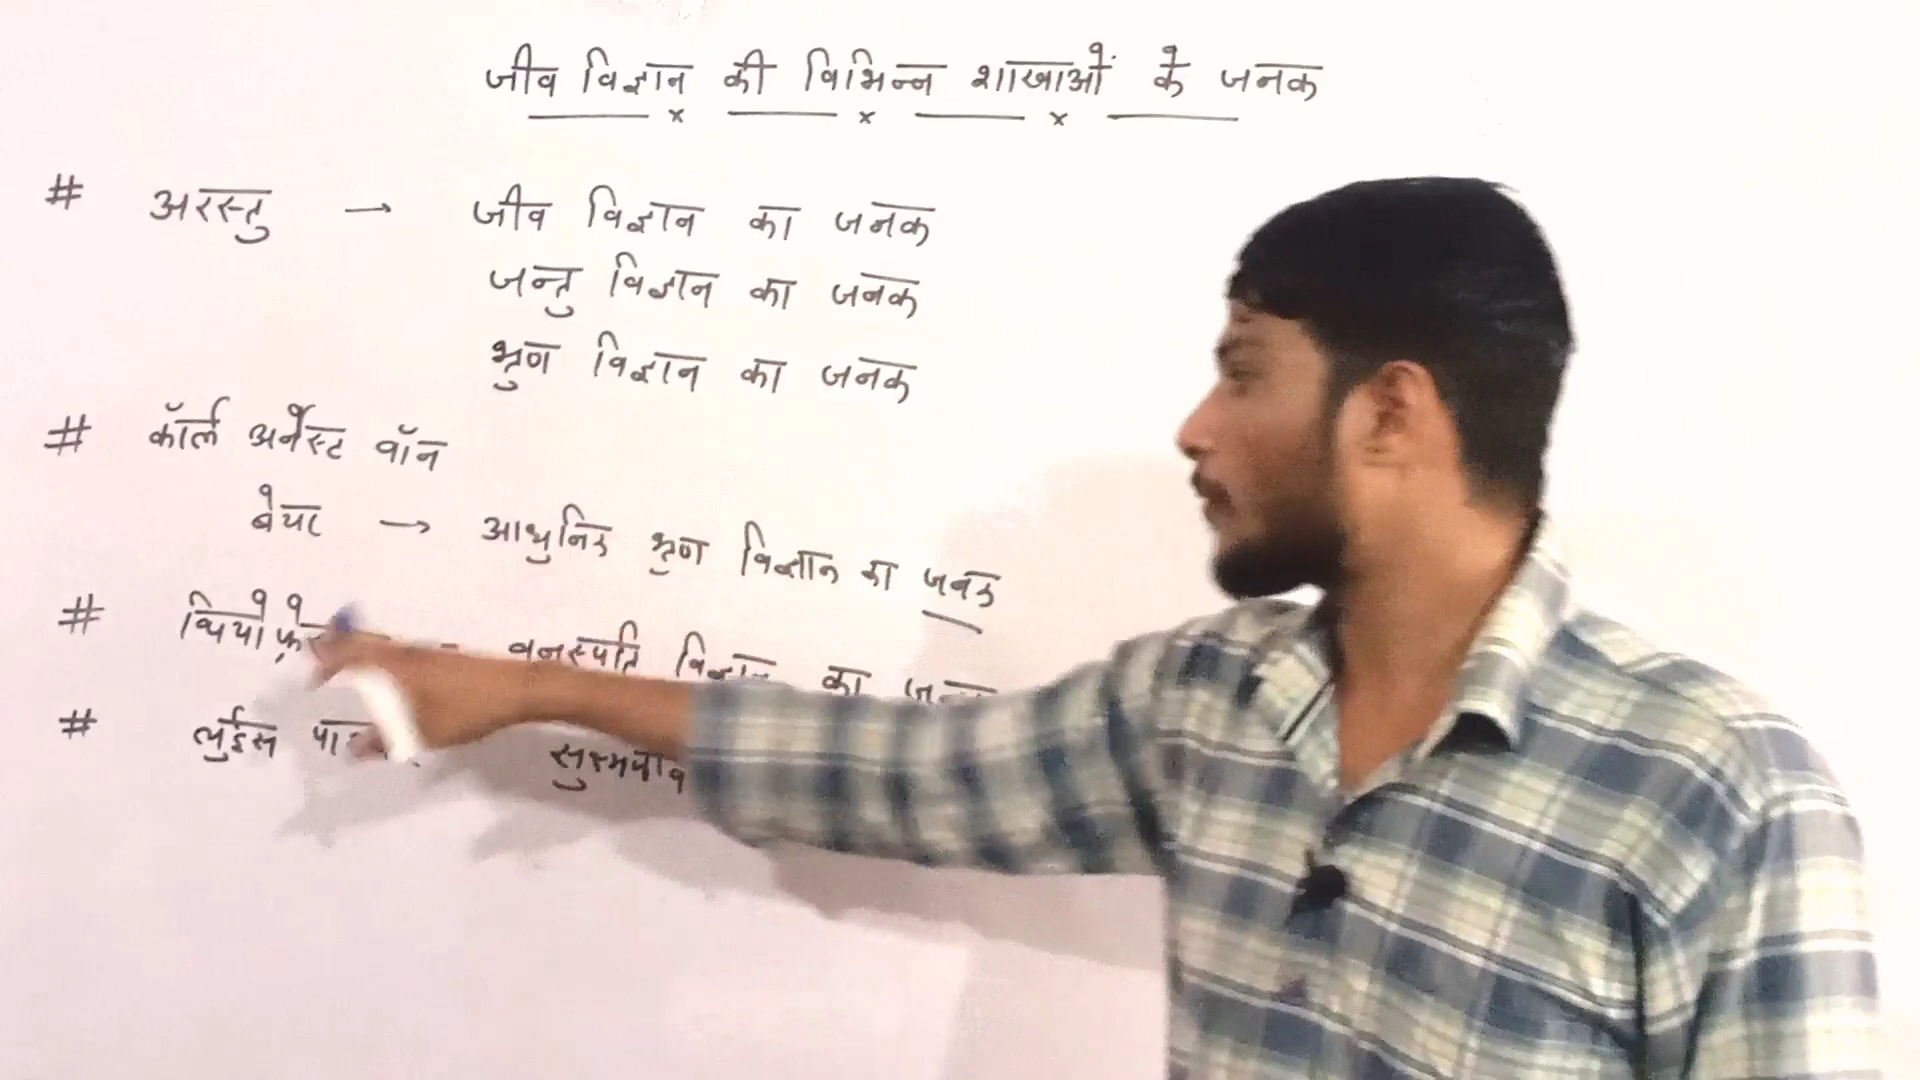 जीव विज्ञान की विभिन्न शाखाओं के जनक
# अरस्तु → जीव विज्ञान का जनक
जन्तु विज्ञान का जनक
भ्रुण विज्ञान का जनक
# कॉर्ल अर्नेस्ट वॉन
बेयर → आधुनिक भ्रुण विज्ञान का जनक
# वनस्पति विज्ञान का
# लुईस